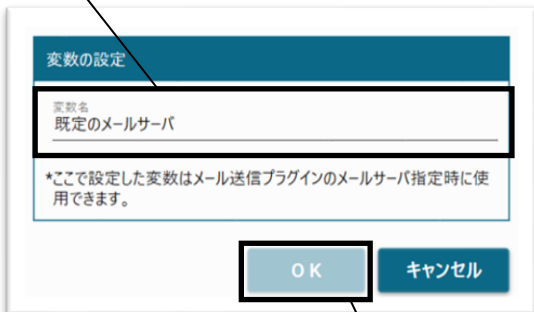 変数の設定
変数名
既定のメールサーバ
*ここで設定した変数はメール送信プラグインのメールサーバ指定時に使
用できます。
OK キャンセル